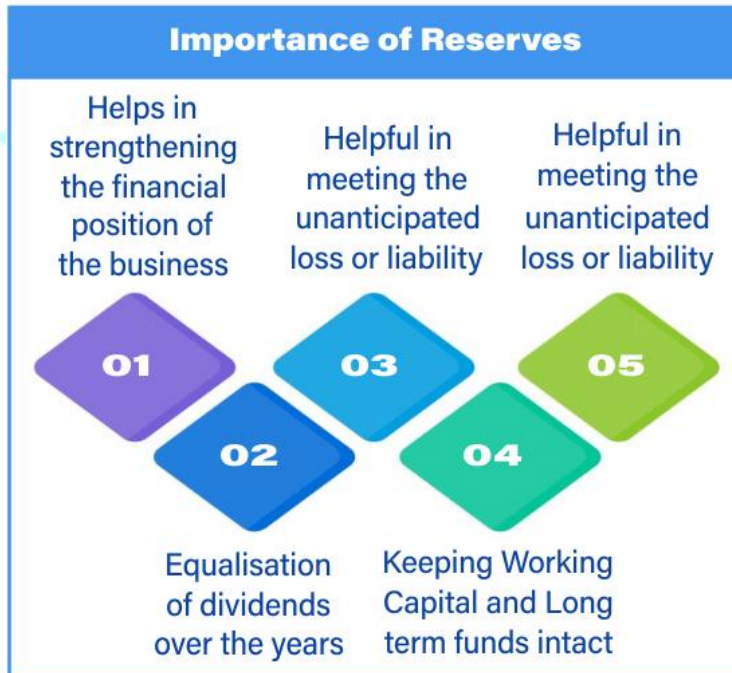 Importance of Reserves
Helps in
strengthening
the financial
position of
the business
01
Equalisation
of dividends
over the years
02
Helpful in
meeting the
unanticipated
loss or liability
03
Keeping Working
Capital and Long
term funds intact
04
Helpful in
meeting the
unanticipated
loss or liability
05